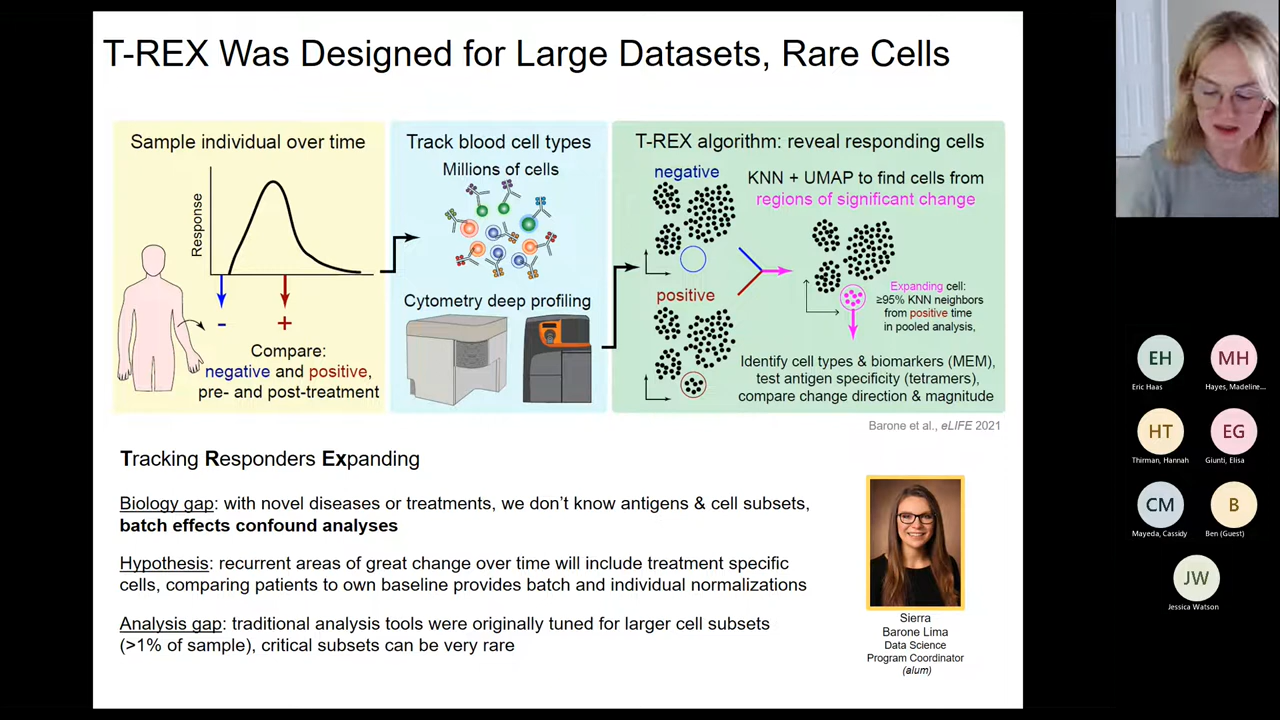 T-REX Was Designed for Large Datasets, Rare Cells
Sample individual over time
Response
-
+
Compare:
negative and positive,
pre- and post-treatment
Track blood cell types
Millions of cells
Cytometry deep profiling
T-REX algorithm: reveal responding cells
negative
positive
KNN + UMAP to find cells from
regions of significant change
Expanding cell:
≥95% KNN neighbors
from positive time
in pooled analysis,
Identify cell types & biomarkers (MEM),
test antigen specificity (tetramers),
compare change direction & magnitude
Barone et al., eLIFE 2021
Tracking Responders Expanding
Biology gap: with novel diseases or treatments, we don't know antigens & cell subsets,
batch effects confound analyses
Hypothesis: recurrent areas of great change over time will include treatment specific
cells, comparing patients to own baseline provides batch and individual normalizations
Analysis gap: traditional analysis tools were originally tuned for larger cell subsets
(>1% of sample), critical subsets can be very rare
Sierra
Barone Lima
Data Science
Program Coordinator
(alum)
EH
Eric Haas
MH
Hayes, Madeline...
HT
Thirman, Hannah
EG
Giunti, Elisa
CM
Mayeda, Cassidy
B
Ben (Guest)
JW
Jessica Watson